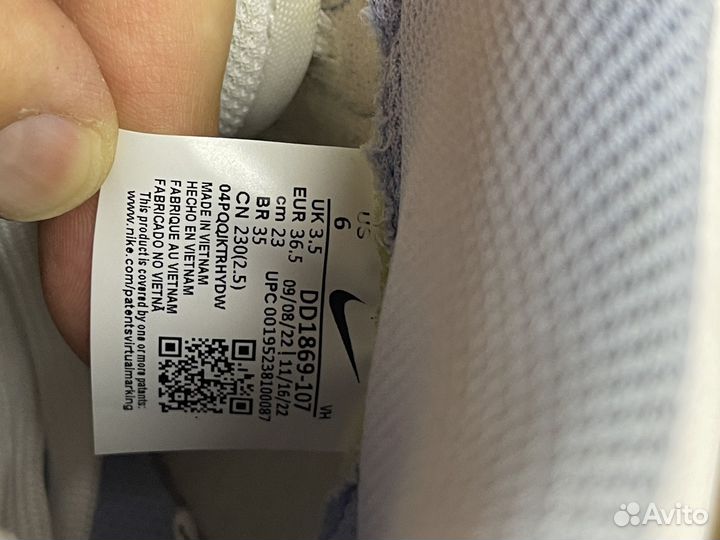 US
6
UK 3.5
EUR 36.5
cm 23
BR 35
CN 230(2.5)
DD1869-107
VH
09/08/22 | 11/16/22
UPC 00195238100087
04PQQJKTRHYDW
MADE IN VIETNAM
HECHO EN VIETNAM
FABRIQUE AU VIETNAM
FABRICADO NO VIETNÃ
This product is covered by one or more patents:
www.nike.com/patentsvirtualmarking
Avito